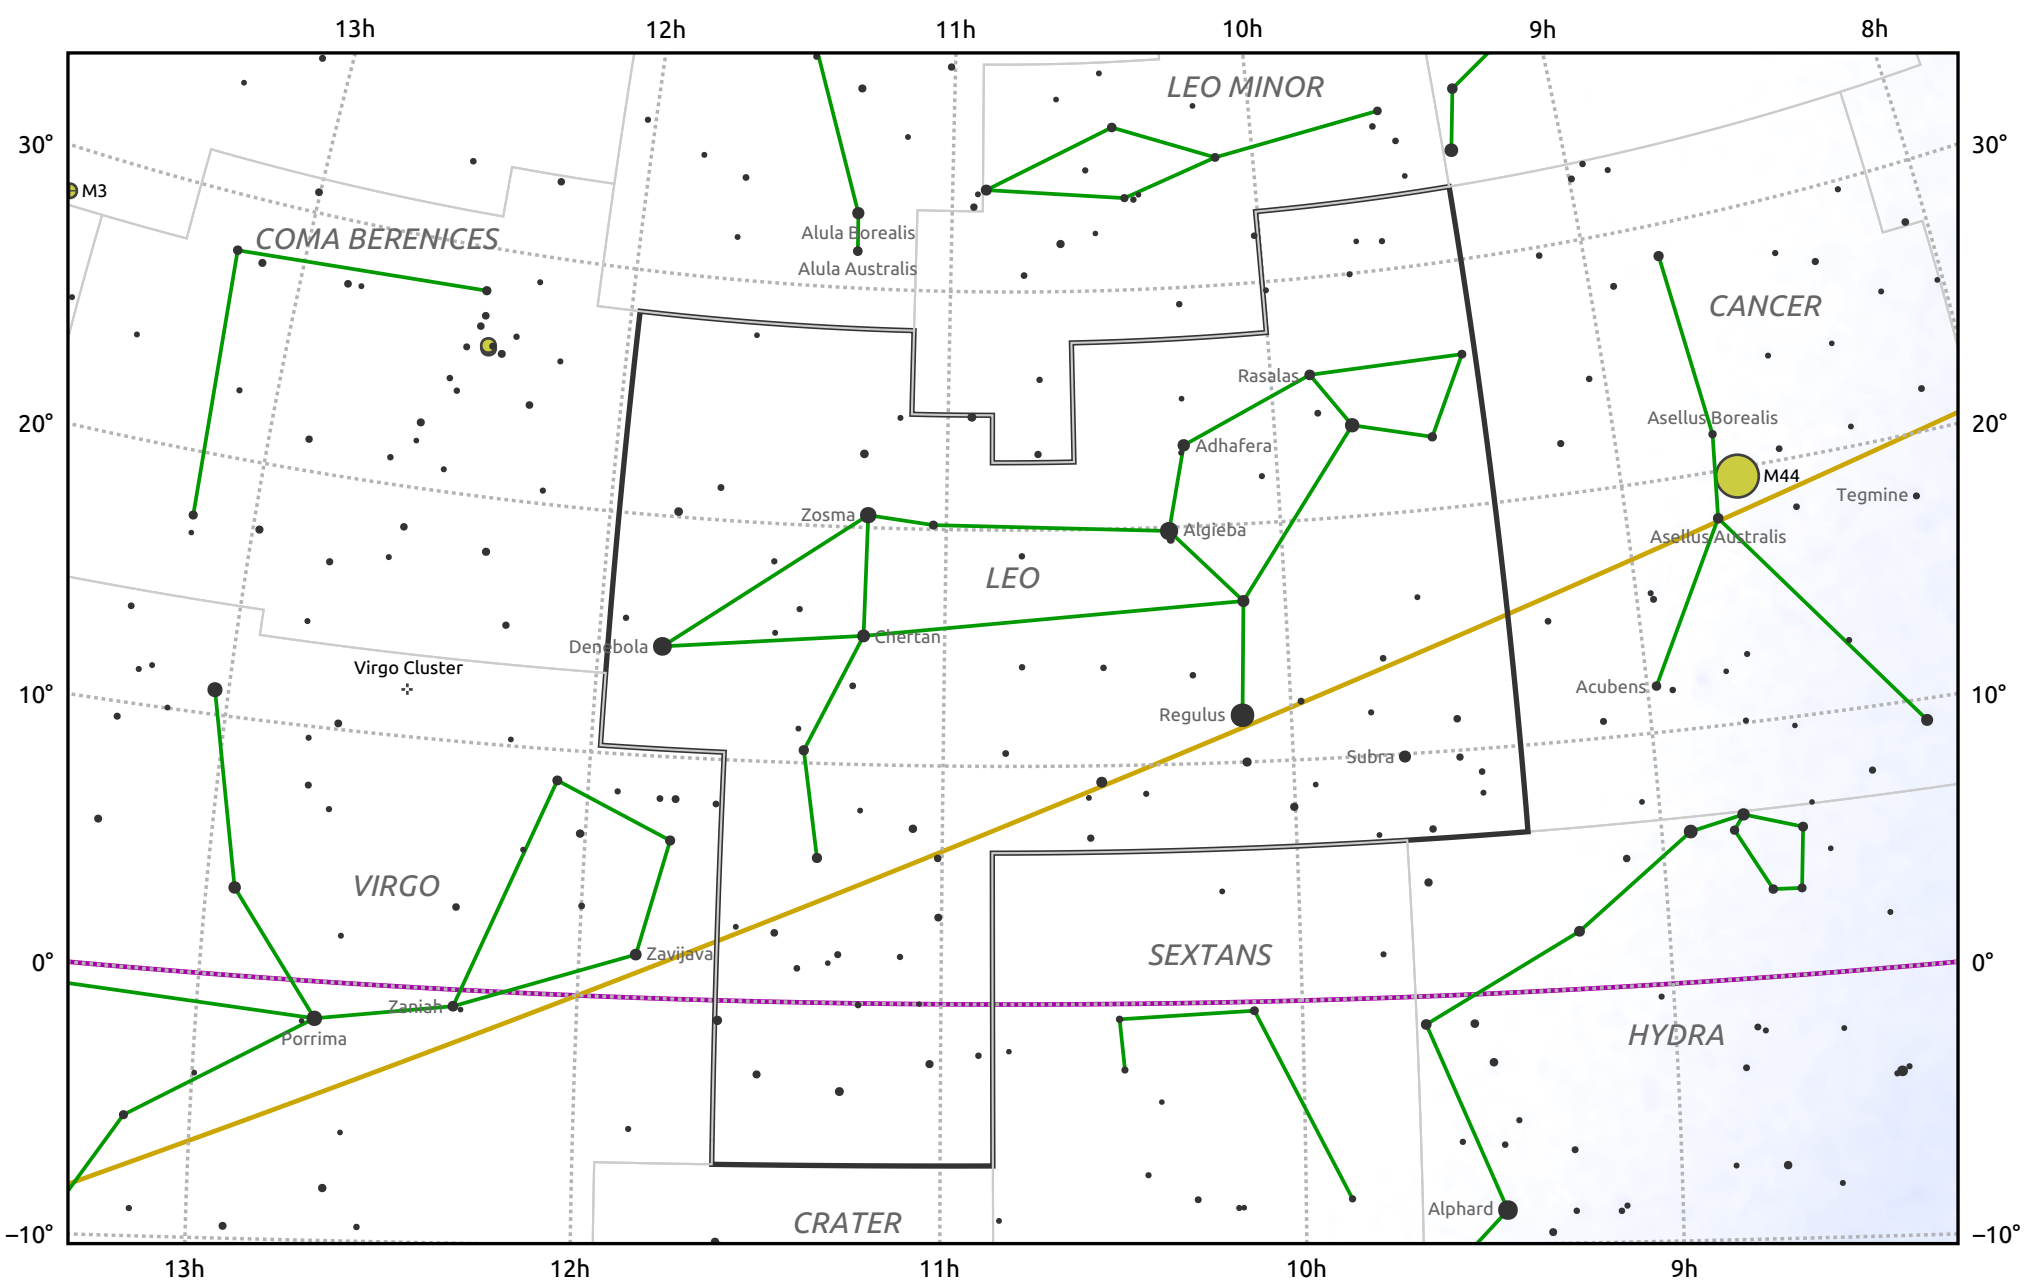 13h
12h
11h
10h
9h
8h
LEO MINOR
30°
30°
M3
Alula Borealis
COMA BERENICES
Alula Australis
CANCER
Rasalas
Asellus Borealis
20°
20°
Adhafera
M44
Tegmine
Zosma
Algieba
Asellus Australis
LEO
Chertan
Denebola
Virgo Cluster
Acubens
10°
10°
Regulus
Subra
VIRGO
Zavijava
SEXTANS
0°
0°
Zaniah
Porrima
HYDRA
Alphard
CRATER
−10°
−10°
13h
12h
11h
10h
9h